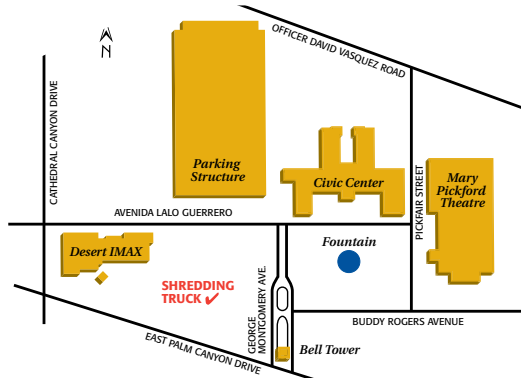 OFFICER DAVID VASQUEZ ROAD
N
CATHEDRAL CANYON DRIVE
Parking
Structure
Civic Center
PICKFAIR STREET
Mary
Pickford
Theatre
AVENIDA LALO GUERRERO
Desert IMAX
Fountain
SHREDDING
TRUCK ✔
GEORGE
MONTGOMERY AVE.
BUDDY ROGERS AVENUE
EAST PALM CANYON DRIVE
Bell Tower